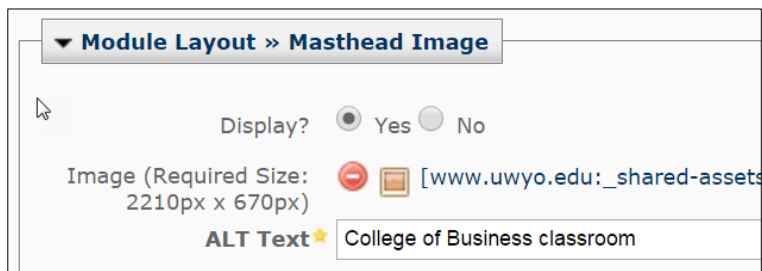 Module Layout » Masthead Image
Display? Yes No
Image (Required Size: [www.uwyo.edu:_shared-assets
2210px x 670px)
ALT Text College of Business classroom